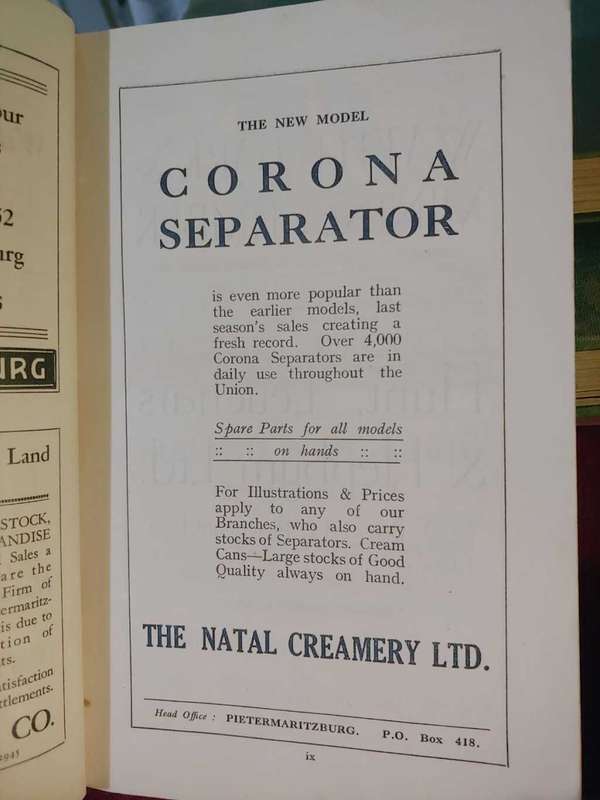 our
52
urg
URG
Land
STOCK,
ANDISE
Sales a
are the
Firm of
ermaritz-
is due to
tion of
ts.
atisfaction
ttlements.
CO.
1945
THE NEW MODEL
CORONA
SEPARATOR
is even more popular than
the earlier models, last
season's sales creating a
fresh record. Over 4,000
Corona Separators are in
daily use throughout the
Union.
Spare Parts for all models
:: :: on hands :: ::
For Illustrations & Prices
apply to any of our
Branches, who also carry
stocks of Separators. Cream
Cans—Large stocks of Good
Quality always on hand.
THE NATAL CREAMERY LTD.
Head Office : PIETERMARITZBURG. P.O. Box 418.
ix